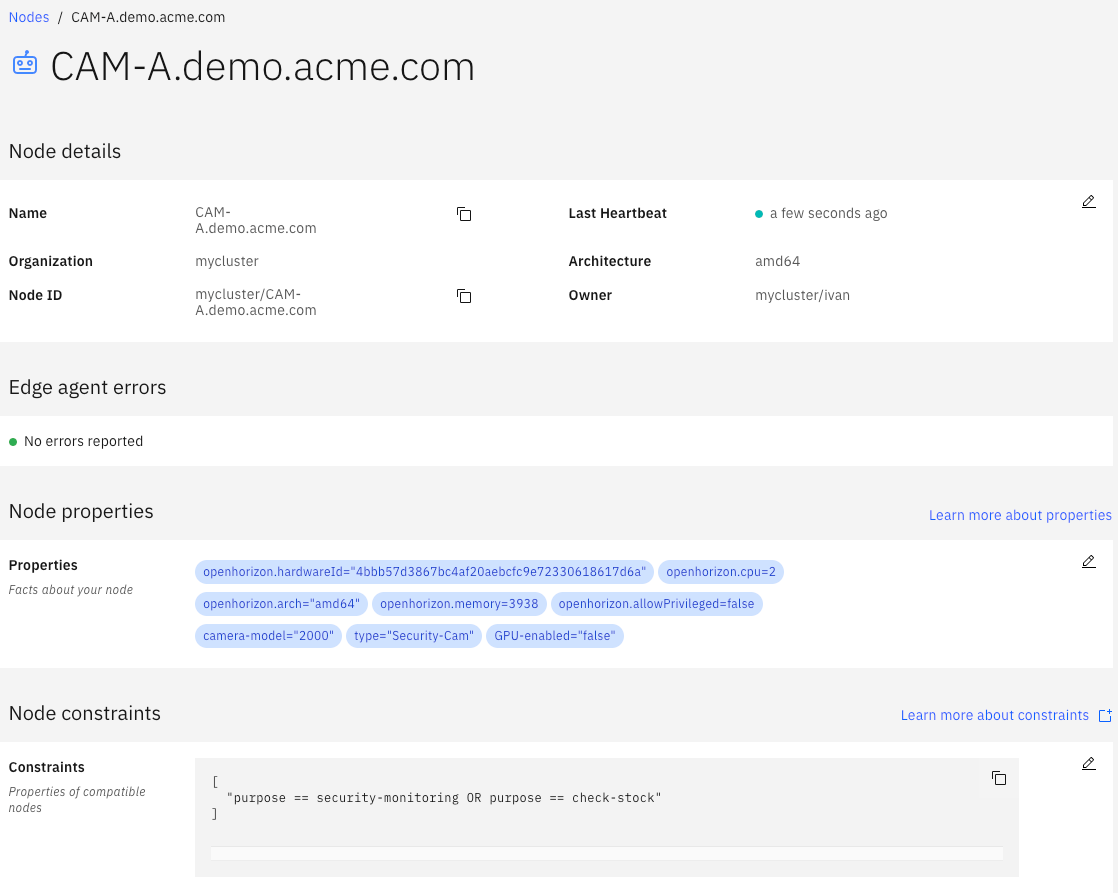 Nodes / CAM-A.demo.acme.com
CAM-A.demo.acme.com
Node details
Name
CAM-
A.demo.acme.com
Last Heartbeat
a few seconds ago
Organization
mycluster
Architecture
amd64
Node ID
mycluster/CAM-
A.demo.acme.com
Owner
mycluster/ivan
Edge agent errors
No errors reported
Node properties
Learn more about properties
Properties
Facts about your node
openhorizon.hardwareId="4bbb57d3867bc4af20aebcfc9e72330618617d6a" openhorizon.cpu=2
openhorizon.arch="amd64" openhorizon.memory=3938 openhorizon.allowPrivileged=false
camera-model="2000" type="Security-Cam" GPU-enabled="false"
Node constraints
Learn more about constraints
Constraints
Properties of compatible
nodes
[
"purpose == security-monitoring OR purpose == check-stock"
]